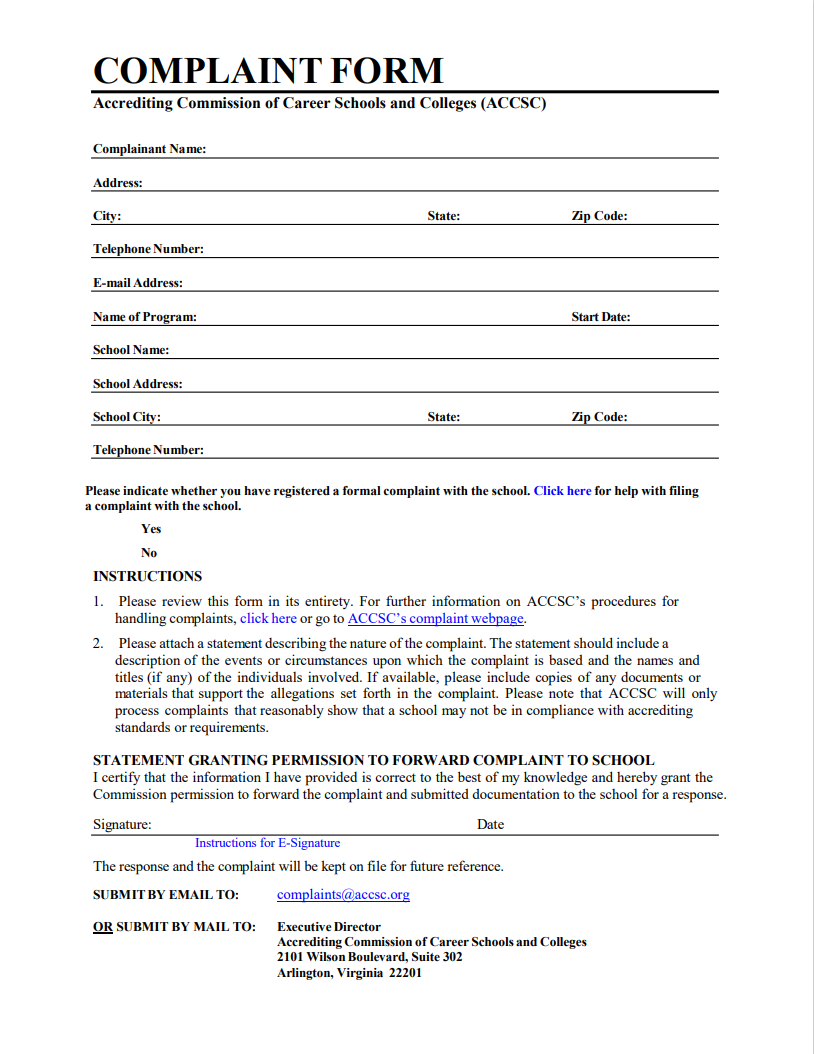 COMPLAINT FORM
Accrediting Commission of Career Schools and Colleges (ACCSC)
Complainant Name:
Address:
City: State: Zip Code:
Telephone Number:
E-mail Address:
Name of Program: Start Date:
School Name:
School Address:
School City: State: Zip Code:
Telephone Number:
Please indicate whether you have registered a formal complaint with the school. Click here for help with filing
a complaint with the school.
Yes
No
INSTRUCTIONS
1. Please review this form in its entirety. For further information on ACCSC’s procedures for
handling complaints, click here or go to ACCSC’s complaint webpage.
2. Please attach a statement describing the nature of the complaint. The statement should include a
description of the events or circumstances upon which the complaint is based and the names and
titles (if any) of the individuals involved. If available, please include copies of any documents or
materials that support the allegations set forth in the complaint. Please note that ACCSC will only
process complaints that reasonably show that a school may not be in compliance with accrediting
standards or requirements.
STATEMENT GRANTING PERMISSION TO FORWARD COMPLAINT TO SCHOOL
I certify that the information I have provided is correct to the best of my knowledge and hereby grant the
Commission permission to forward the complaint and submitted documentation to the school for a response.
Signature: Date
Instructions for E-Signature
The response and the complaint will be kept on file for future reference.
SUBMIT BY EMAIL TO: complaints@accsc.org
OR SUBMIT BY MAIL TO: Executive Director
Accrediting Commission of Career Schools and Colleges
2101 Wilson Boulevard, Suite 302
Arlington, Virginia 22201